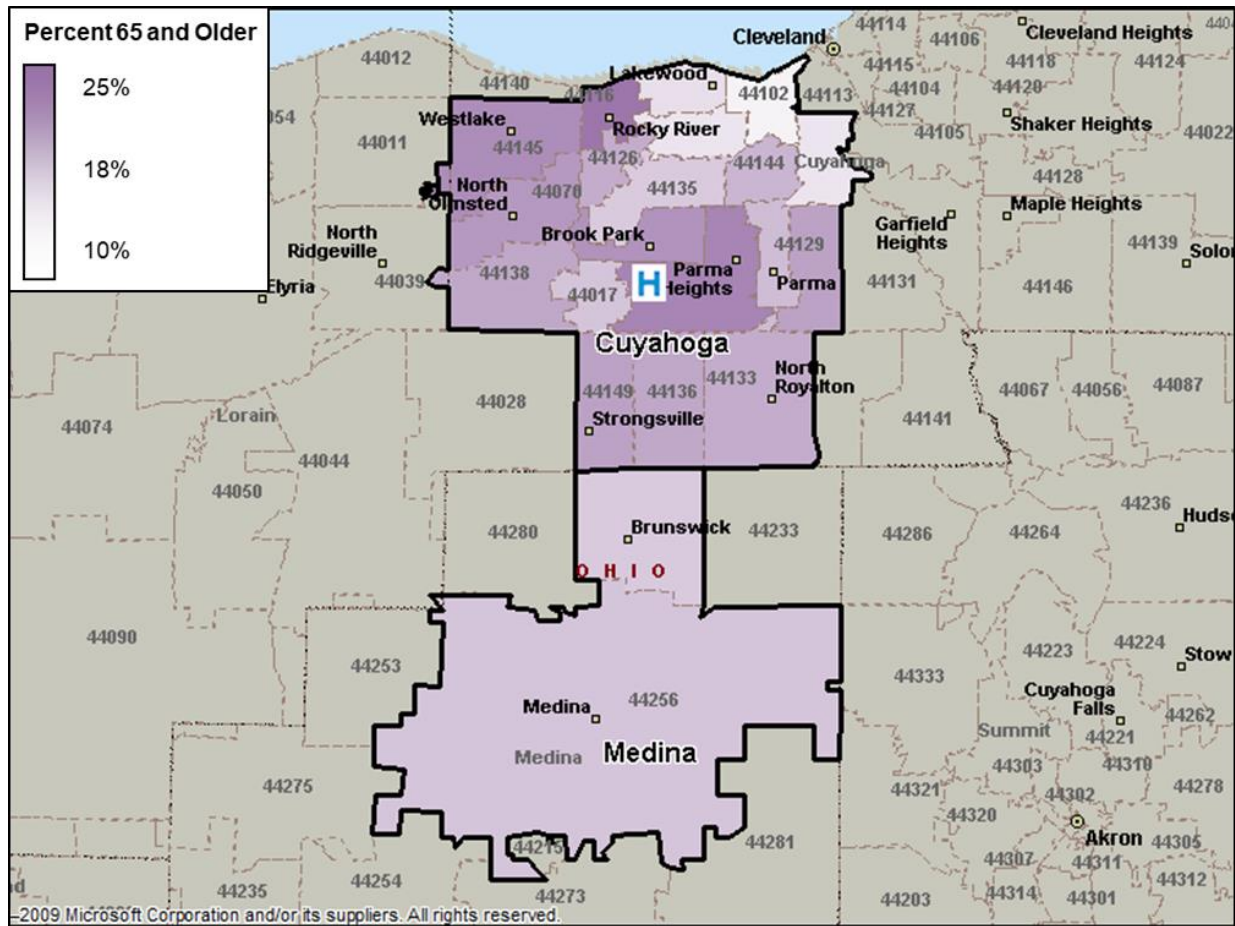 Percent 65 and Older
25%
18%
10%
44012
44140
44116
Lakewood
Cleveland
44114
44106
Cleveland Heights
44115
44118
44124
44102
44113
44104
44120
44127
Westlake
44145
Rocky River
Shaker Heights
44011
44105
44022
44126
44144
Cuyahoga
44128
North
Olmsted
44070
44135
Maple Heights
Garfield
Heights
Brook Park
44129
44139
North
Ridgeville
44039
44138
44017
H
Parma
Heights
Parma
44131
44146
Elyria
Cuyahoga
44149
44136
44133
North
Royalton
44028
44067
44056
44087
Lorain
Strongsville
44141
44074
44044
44050
44236
44280
Brunswick
44233
44286
44264
OHIO
44090
44253
44223
44224
Stow
44256
44333
Medina
Cuyahoga
Falls
44262
Summit
44221
Medina
Medina
44303
44310
44275
44321
44302
44278
44320
Akron
44215
44281
44305
44307
44311
44235
44254
44273
44203
44314
44301
44312
2009 Microsoft Corporation and/or its suppliers. All rights reserved.